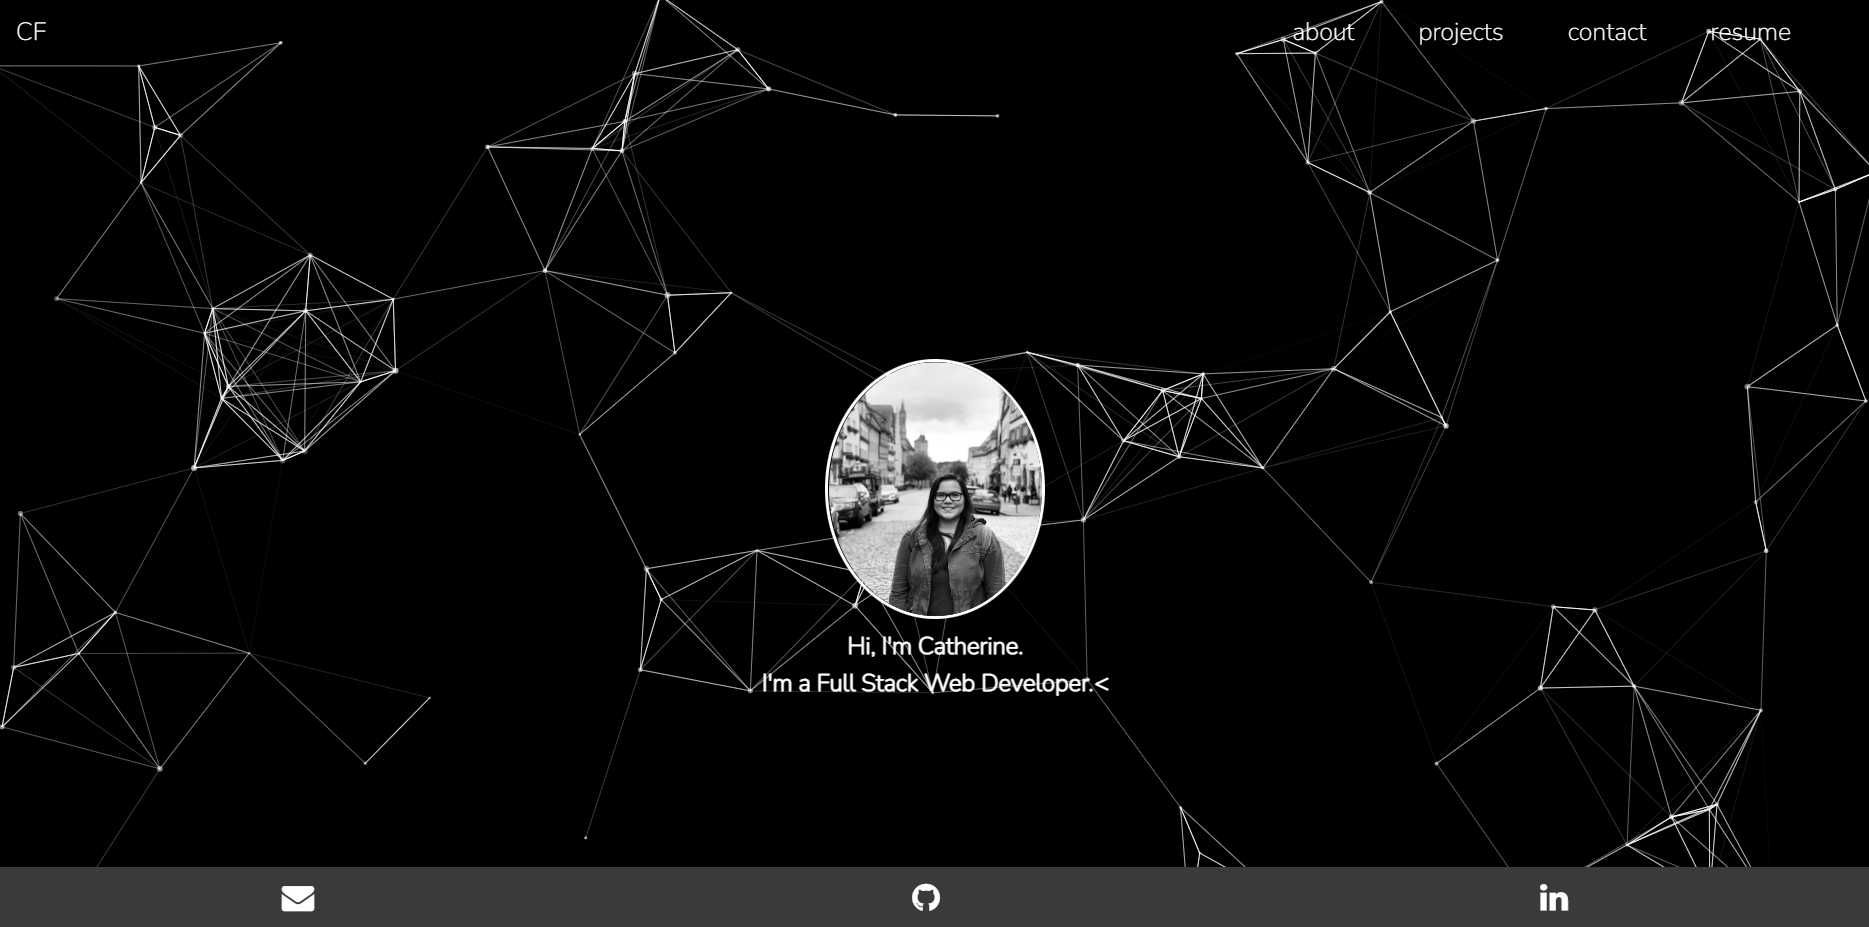 CF
about projects contact resume
Hi, I'm Catherine.
I'm a Full Stack Web Developer.<
in